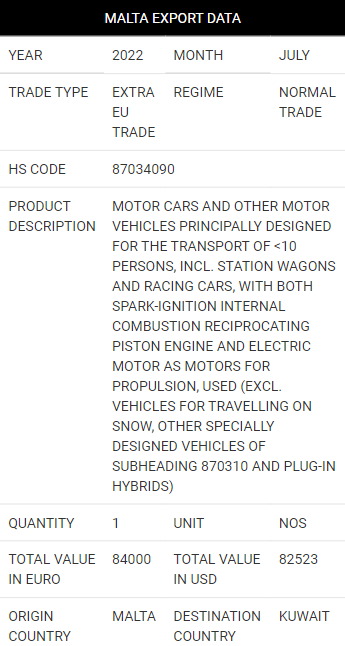 MALTA EXPORT DATA
YEAR 2022 MONTH JULY
TRADE TYPE EXTRA REGIME NORMAL
EU TRADE
TRADE
HS CODE 87034090
PRODUCT MOTOR CARS AND OTHER MOTOR
DESCRIPTION VEHICLES PRINCIPALLY DESIGNED
FOR THE TRANSPORT OF <10
PERSONS, INCL. STATION WAGONS
AND RACING CARS, WITH BOTH
SPARK-IGNITION INTERNAL
COMBUSTION RECIPROCATING
PISTON ENGINE AND ELECTRIC
MOTOR AS MOTORS FOR
PROPULSION, USED (EXCL.
VEHICLES FOR TRAVELLING ON
SNOW, OTHER SPECIALLY
DESIGNED VEHICLES OF
SUBHEADING 870310 AND PLUG-IN
HYBRIDS)
QUANTITY 1 UNIT NOS
TOTAL VALUE 84000 TOTAL VALUE 82523
IN EURO IN USD
ORIGIN MALTA DESTINATION KUWAIT
COUNTRY COUNTRY